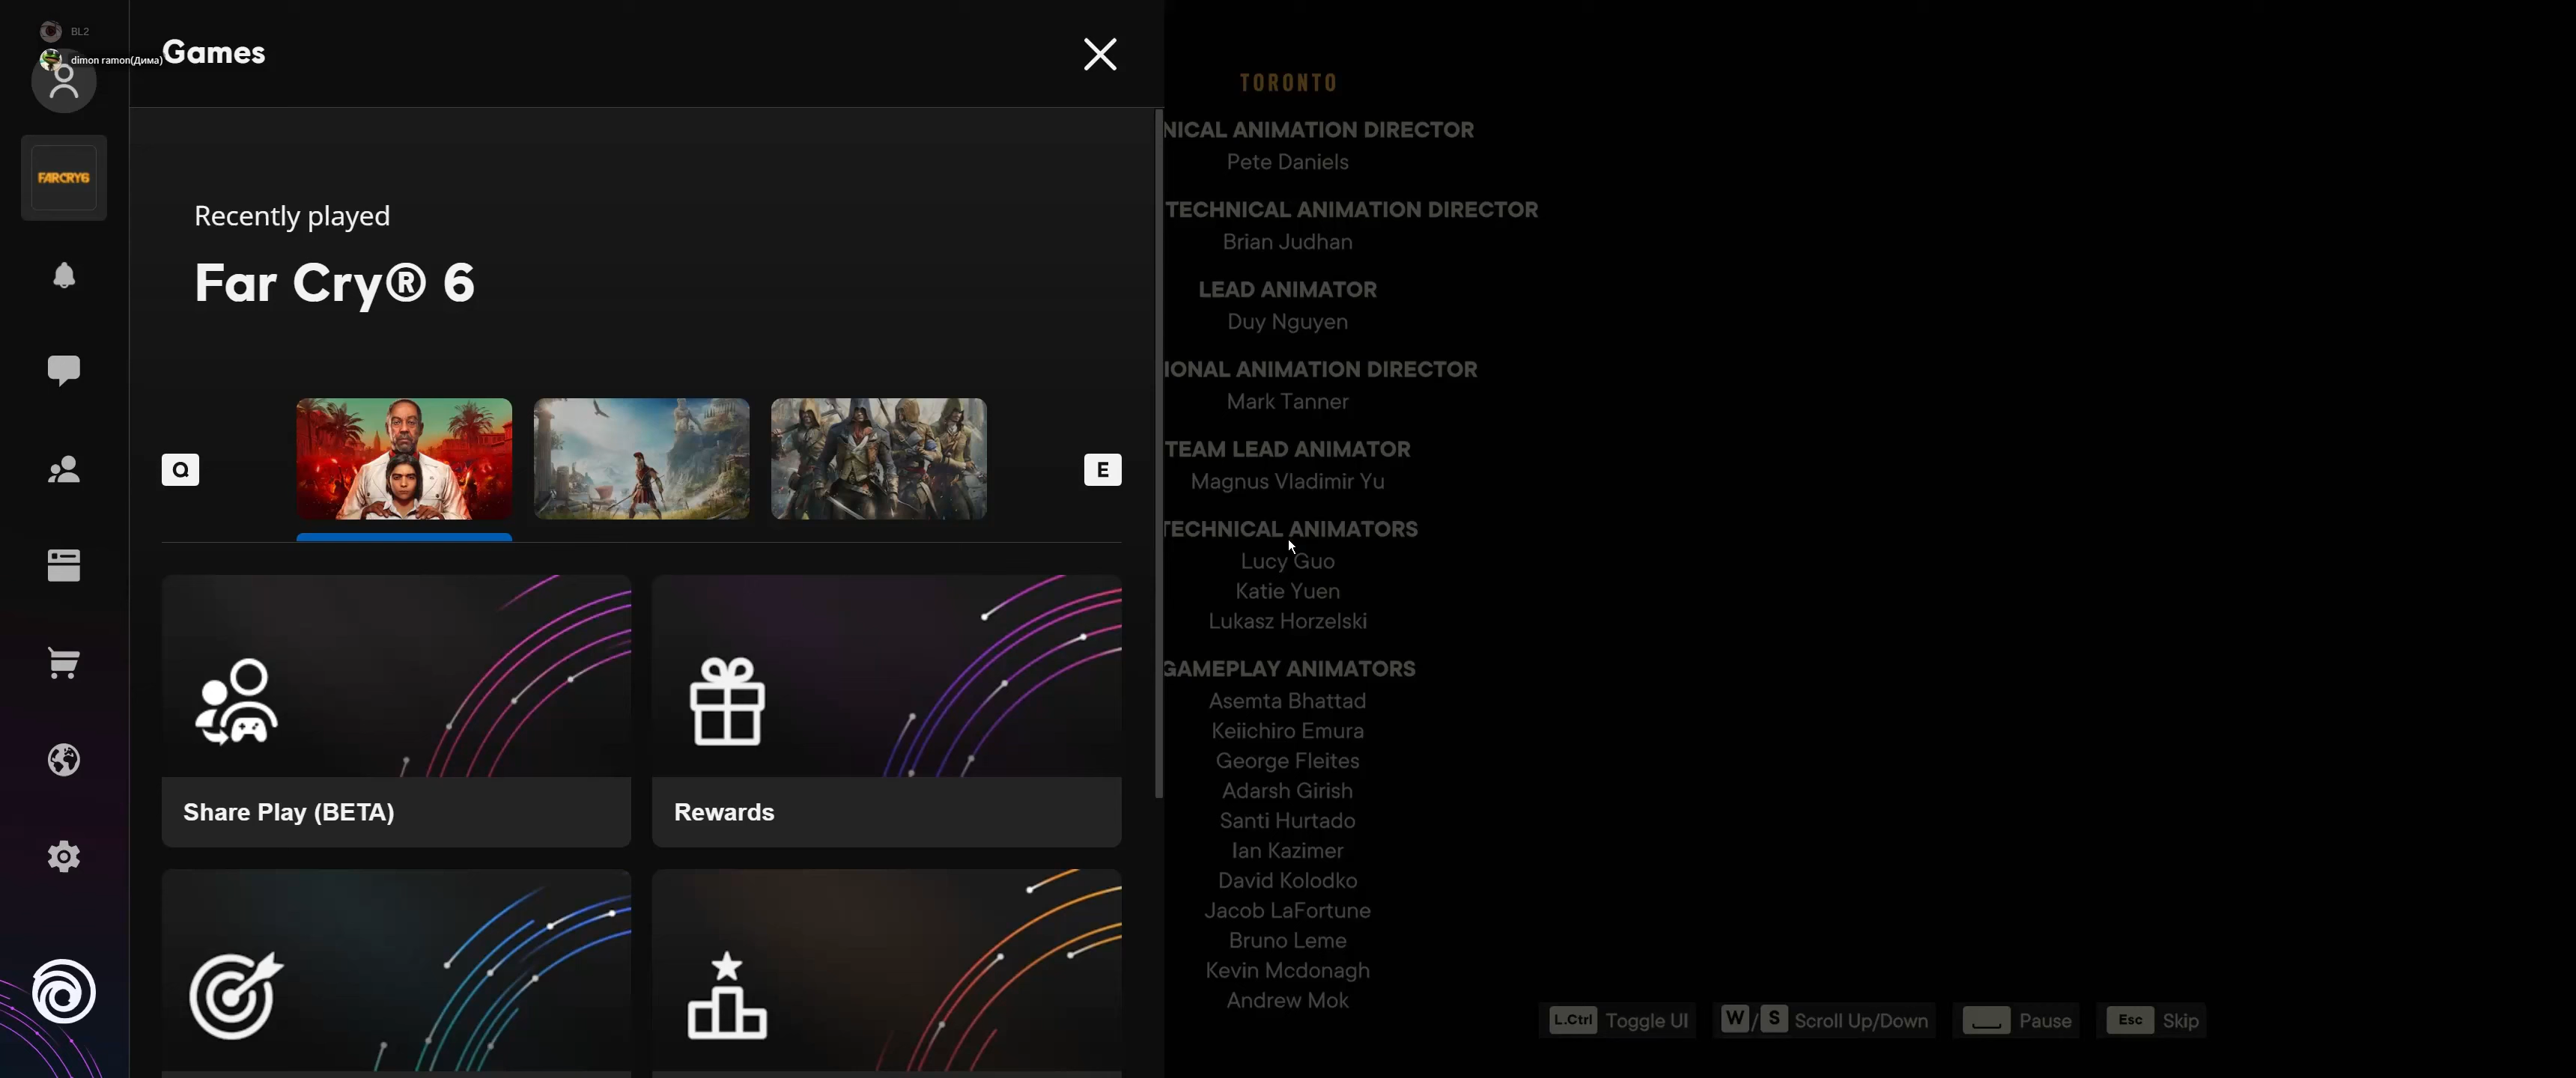 BL2
dimon ramon(Дима)
Games
FARCRY6
Recently played
Far Cry® 6
Q
E
Share Play (BETA)
Rewards
TORONTO
NICAL ANIMATION DIRECTOR
Pete Daniels
TECHNICAL ANIMATION DIRECTOR
Brian Judhan
LEAD ANIMATOR
Duy Nguyen
IONAL ANIMATION DIRECTOR
Mark Tanner
TEAM LEAD ANIMATOR
Magnus Vladimir Yu
TECHNICAL ANIMATORS
Lucy Guo
Katie Yuen
Lukasz Horzelski
GAMEPLAY ANIMATORS
Asemta Bhattad
Keiichiro Emura
George Fleites
Adarsh Girish
Santi Hurtado
Ian Kazimer
David Kolodko
Jacob LaFortune
Bruno Leme
Kevin Mcdonagh
Andrew Mok
L.Ctrl Toggle UI W/S Scroll Up/Down Pause Esc Skip